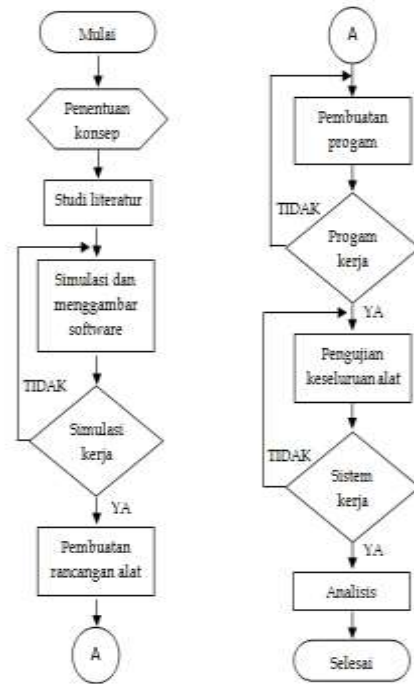 Mulai
Penentuan
konsep
Studi literatur
Simulasi dan
menggambar
software
TIDAK
Simulasi
kerja
YA
Pembuatan
rancangan alat
A
A
Pembuatan
progam
TIDAK
Progam
kerja
YA
Pengujian
keseluruan alat
TIDAK
Sistem
kerja
YA
Analisis
Selesai